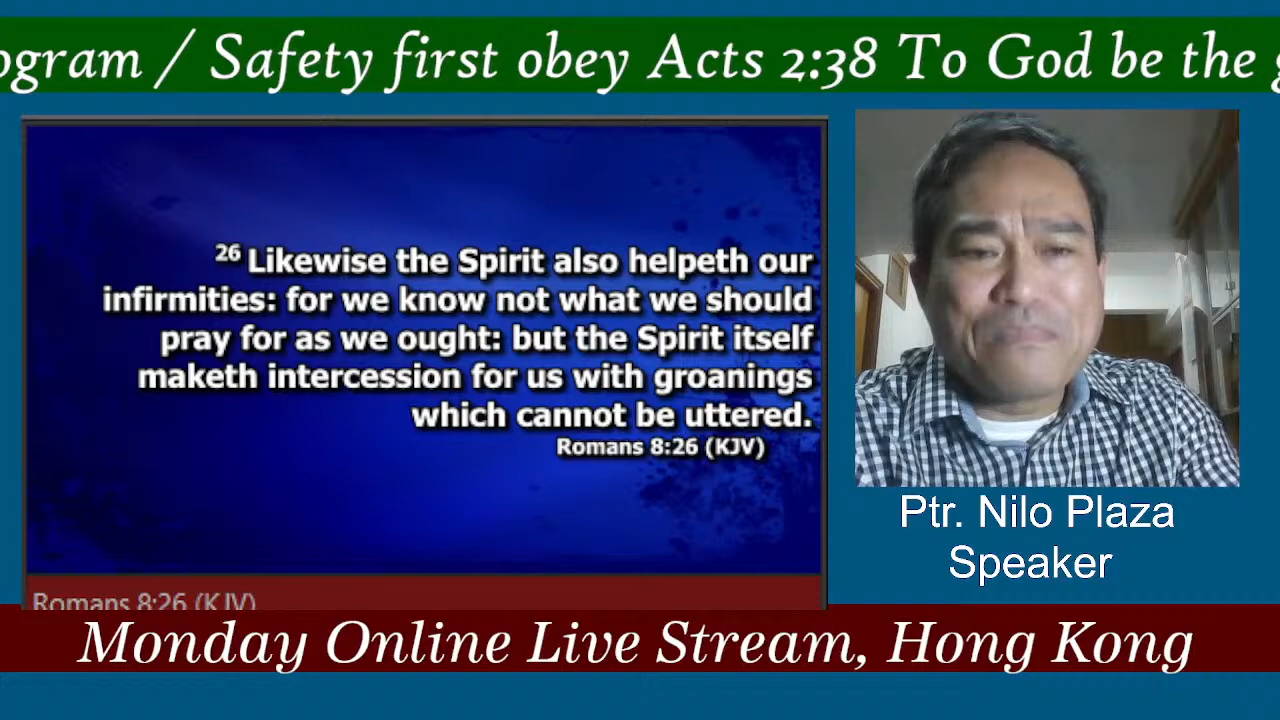 ogram / Safety first obey Acts 2:38 To God be the g
26 Likewise the Spirit also helpeth our
infirmities: for we know not what we should
pray for as we ought: but the Spirit itself
maketh intercession for us with groanings
which cannot be uttered.
Romans 8:26 (KJV)
Romans 8:26 (KJV)
Ptr. Nilo Plaza
Speaker
Monday Online Live Stream, Hong Kong